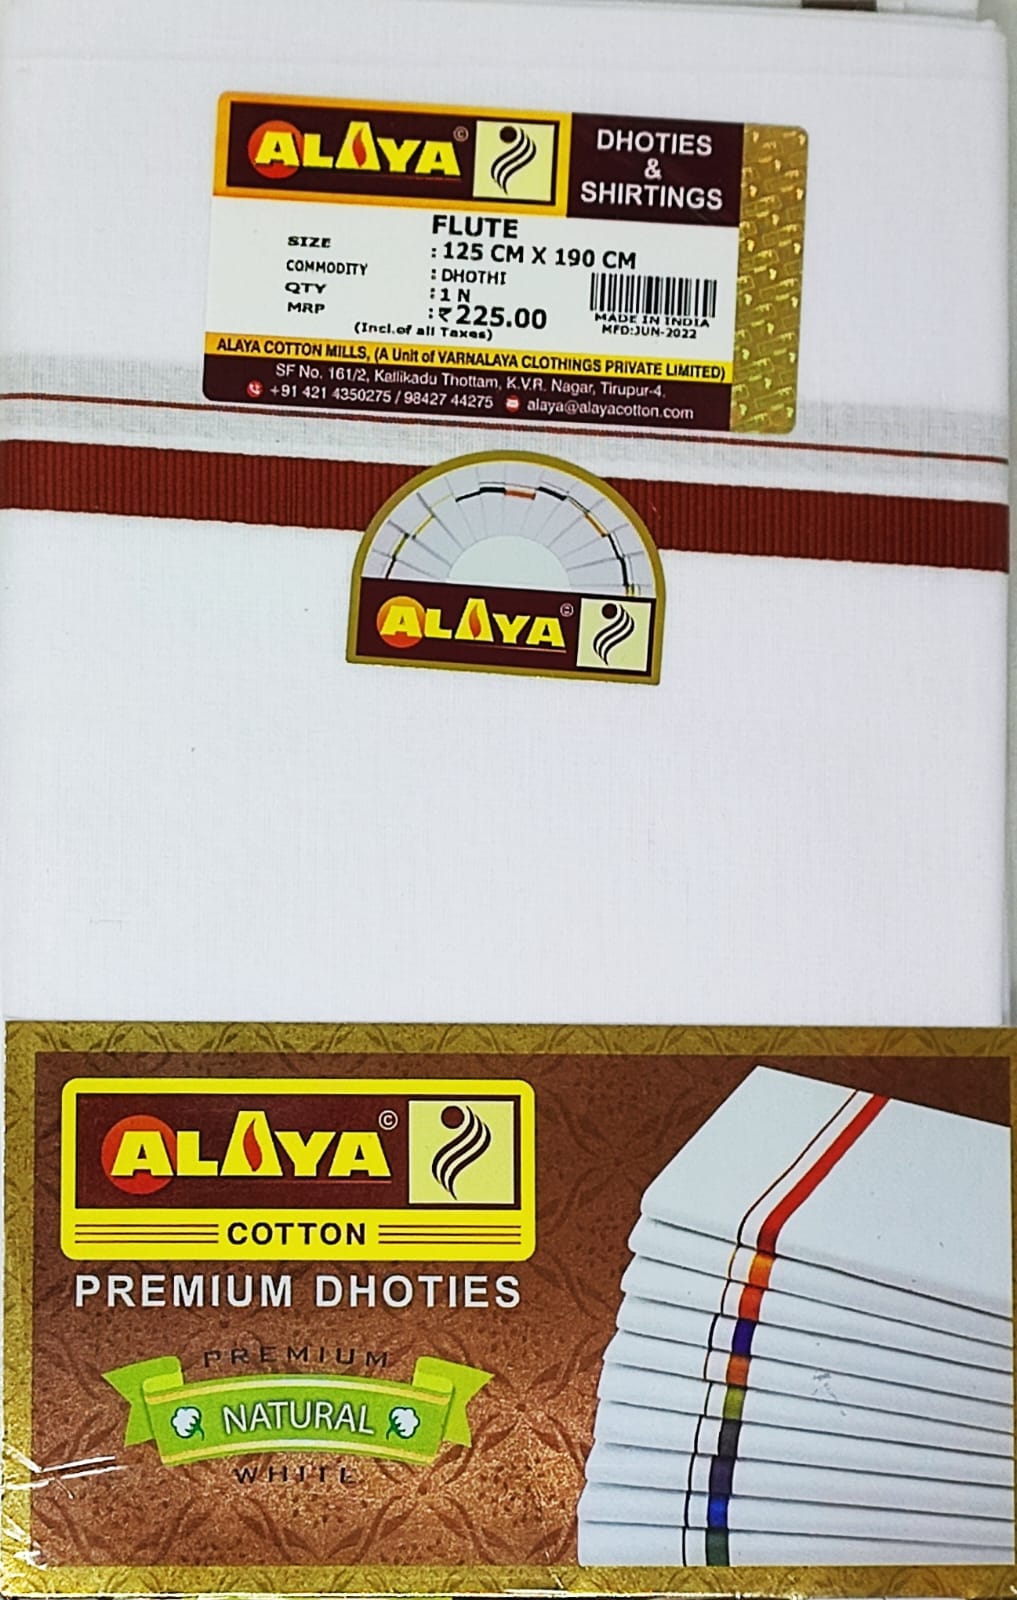 ALAYA ©
DHOTIES
&
SHIRTINGS
FLUTE
SIZE : 125 CM X 190 CM
COMMODITY : DHOTHI
QTY : 1 N
MRP : ₹225.00
(Incl.of all Taxes)
MADE IN INDIA
MFD:JUN-2022
ALAYA COTTON MILLS, (A Unit of VARNALAYA CLOTHINGS PRIVATE LIMITED)
SF No. 161/2, Kallikadu Thottam, K.V.R. Nagar, Tirupur-4.
+91 421 4350275 / 98427 44275 alaya@alayacotton.com
ALAYA ©
ALAYA ©
COTTON
PREMIUM DHOTIES
PREMIUM
NATURAL
WHITE